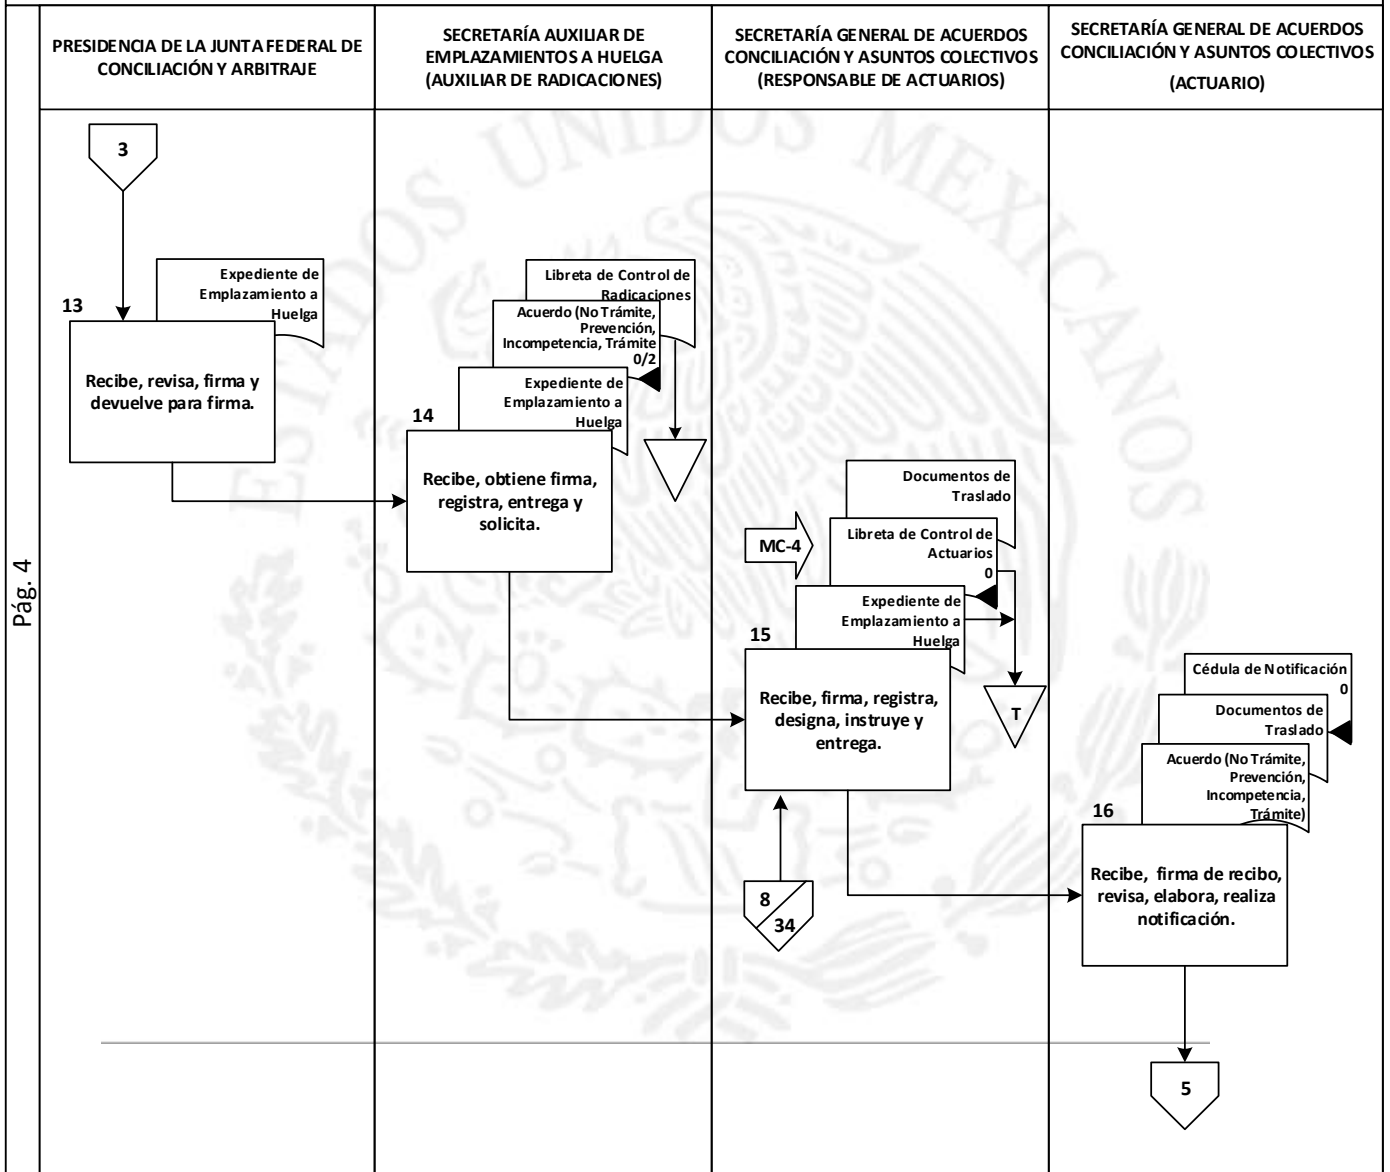 PRESIDENCIA DE LA JUNTA FEDERAL DE
CONCILIACIÓN Y ARBITRAJE
SECRETARÍA AUXILIAR DE
EMPLAZAMIENTOS A HUELGA
(AUXILIAR DE RADICACIONES)
SECRETARÍA GENERAL DE ACUERDOS
CONCILIACIÓN Y ASUNTOS COLECTIVOS
(RESPONSABLE DE ACTUARIOS)
SECRETARÍA GENERAL DE ACUERDOS
CONCILIACIÓN Y ASUNTOS COLECTIVOS
(ACTUARIO)
Pág. 4
ESTADOS UNIDOS MEXICANOS
3
Expediente de
Emplazamiento a
Huelga
13
Recibe, revisa, firma y
devuelve para firma.
Libreta de Control de
Radicaciones
Acuerdo (No Trámite,
Prevención,
Incompetencia, Trámite
0/2
Expediente de
Emplazamiento a
Huelga
14
Recibe, obtiene firma,
registra, entrega y
solicita.
Documentos de
Traslado
MC-4
Libreta de Control de
Actuarios
0
Expediente de
Emplazamiento a
Huelga
15
Recibe, firma, registra,
designa, instruye y
entrega.
T
8
34
Cédula de Notificación
0
Documentos de
Traslado
Acuerdo (No Trámite,
Prevención,
Incompetencia,
Trámite)
16
Recibe, firma de recibo,
revisa, elabora, realiza
notificación.
5